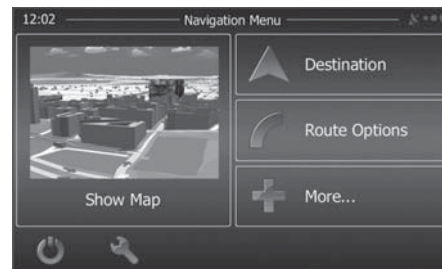 12:02
Navigation Menu
Destination
Route Options
Show Map
More...